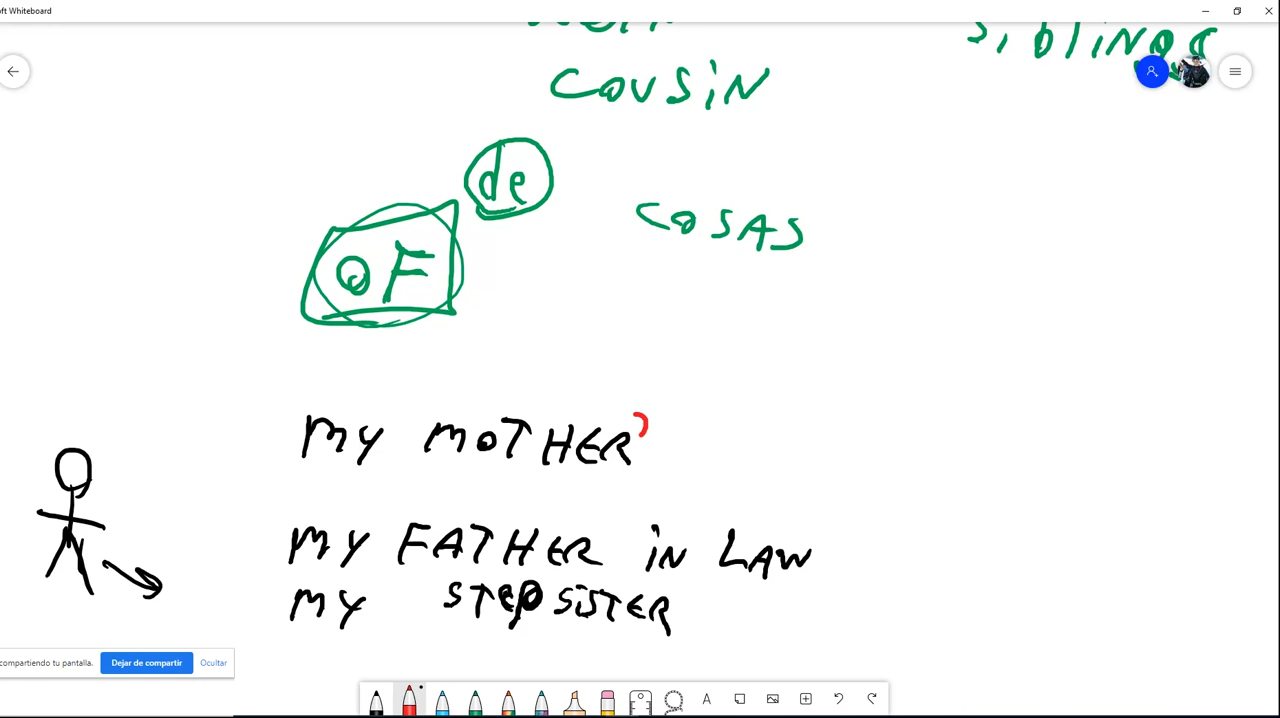 oft Whiteboard
siblings
cousin
de
cosas
OF
My MOTHER'
My FATHER iN LAW
My STEPSiSTER
compartiendo tu pantalla. Dejar de compartir Ocultar
A